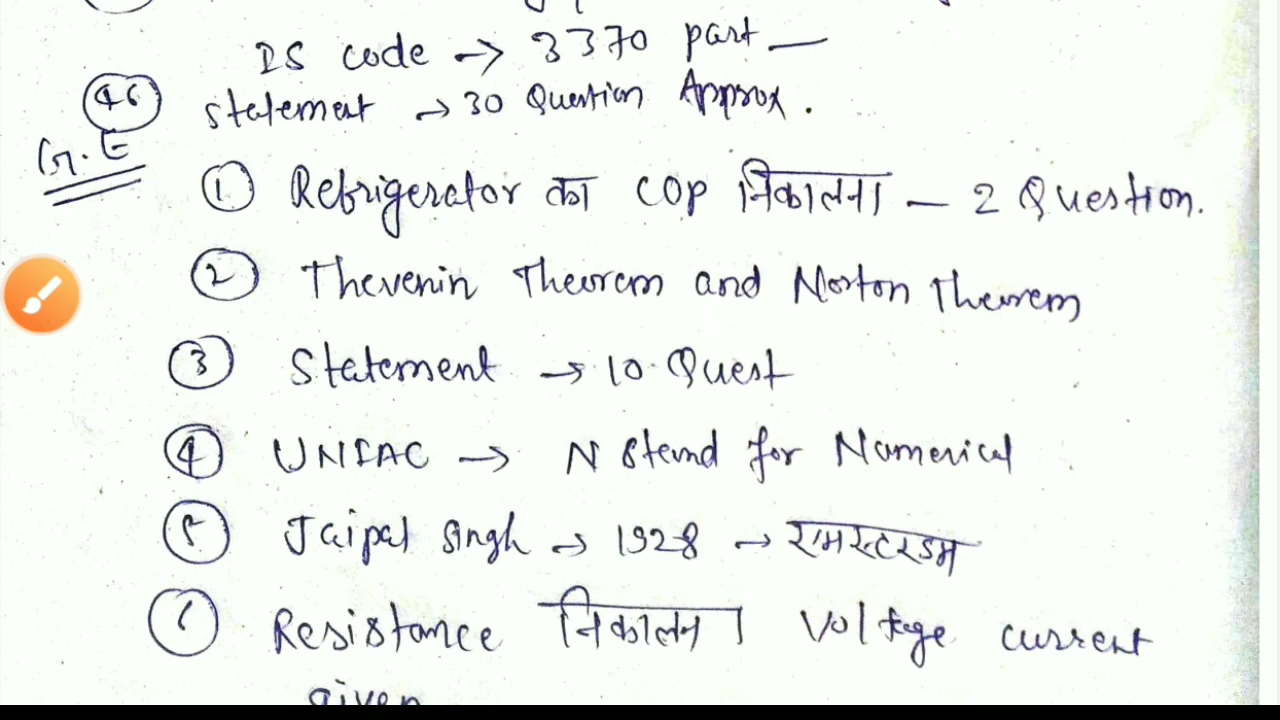 IS code → 3370 part —
46 statement → 30 Question Approx.
Gr. E
1 Refrigerator का COP निकालना — 2 Question.
2 Thevenin Theorem and Norton Theorem
3 Statement → 10 Quest
4 UNIAC → N stand for Numerical
5 Jaipal singh → 1928 → एमस्टरडम
6 Resistance निकालना Voltage current
given